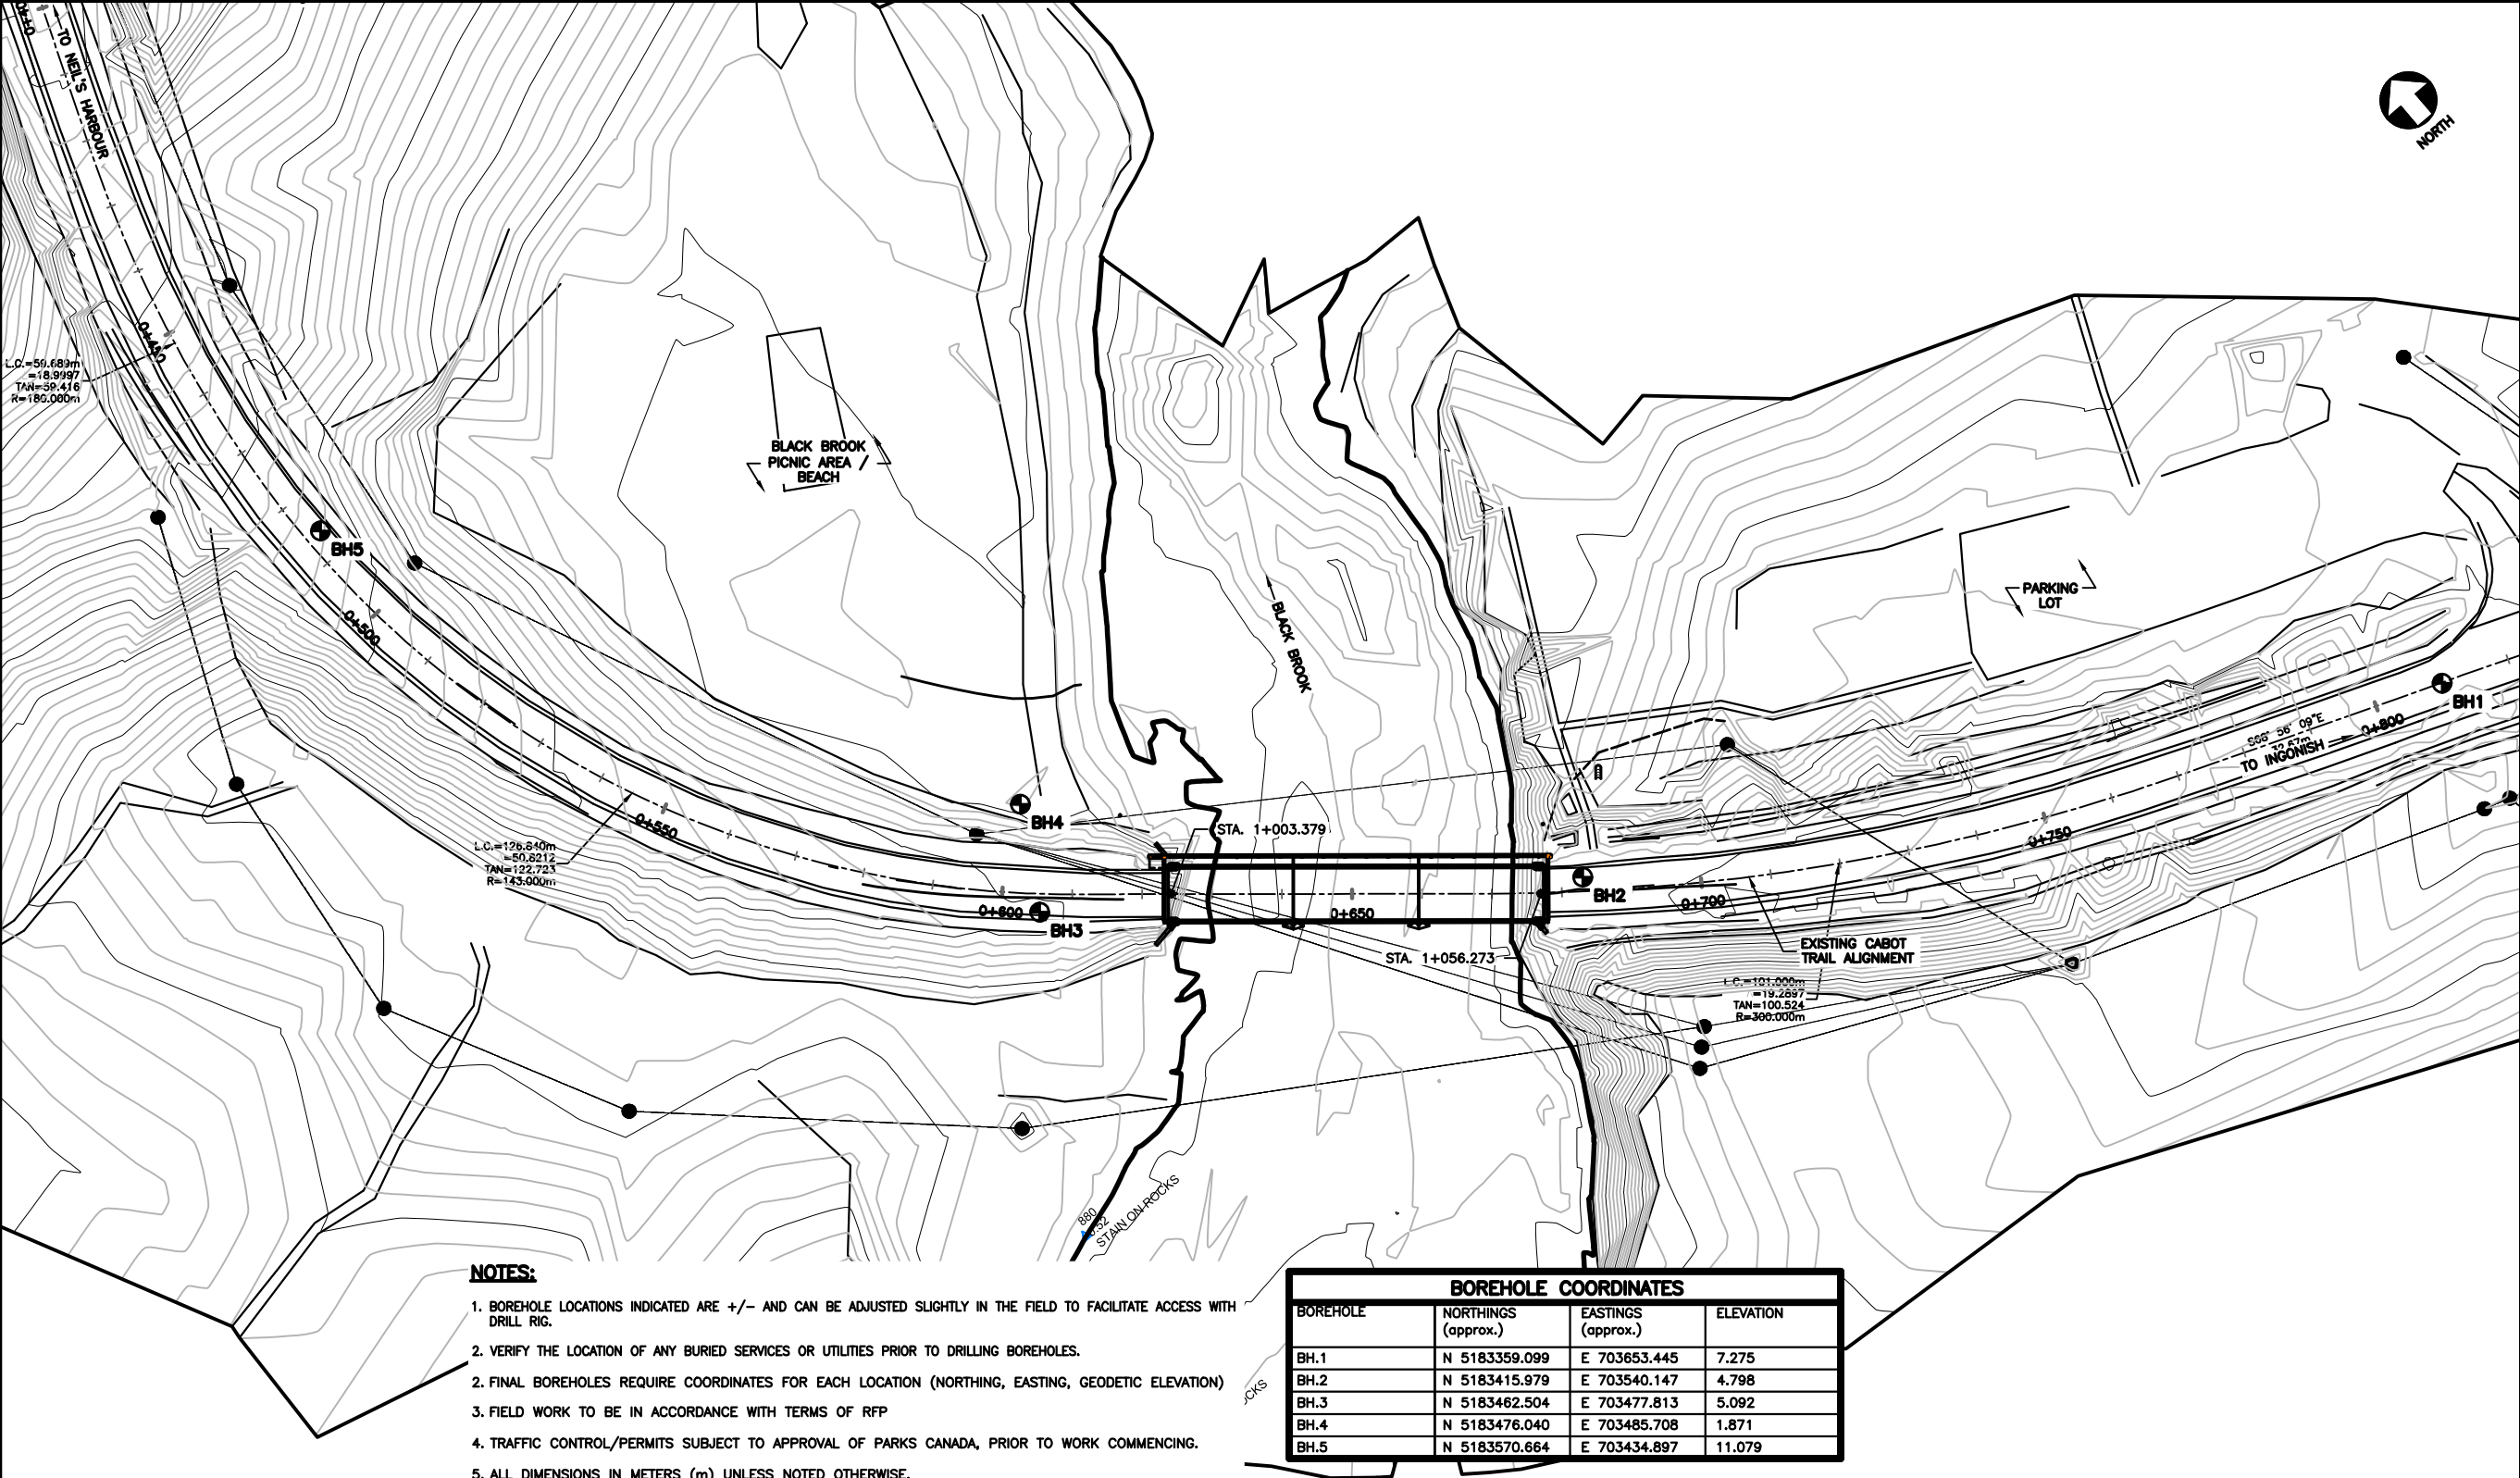 TO NEIL'S HARBOUR
NORTH
L.C.=59.689m
=18.9997
TAN=59.416
R=180.000m
BLACK BROOK
PICNIC AREA /
BEACH
BH5
0+500
BLACK BROOK
PARKING
LOT
BH1
S68° 56' 09"E
TO INGONISH
0+800
0+550
BH4
STA. 1+003.379
0+750
L.C.=126.840m
=50.8212
TAN=122.723
R=143.000m
BH2
0+700
0+600
0+650
BH3
EXISTING CABOT
TRAIL ALIGNMENT
STA. 1+056.273
L.C.=101.000m
=19.2897
TAN=100.524
R=300.000m
880
STAIN ON ROCKS
NOTES:
1. BOREHOLE LOCATIONS INDICATED ARE +/- AND CAN BE ADJUSTED SLIGHTLY IN THE FIELD TO FACILITATE ACCESS WITH
DRILL RIG.
2. VERIFY THE LOCATION OF ANY BURIED SERVICES OR UTILITIES PRIOR TO DRILLING BOREHOLES.
2. FINAL BOREHOLES REQUIRE COORDINATES FOR EACH LOCATION (NORTHING, EASTING, GEODETIC ELEVATION)
3. FIELD WORK TO BE IN ACCORDANCE WITH TERMS OF RFP
4. TRAFFIC CONTROL/PERMITS SUBJECT TO APPROVAL OF PARKS CANADA, PRIOR TO WORK COMMENCING.
5. ALL DIMENSIONS IN METERS (m) UNLESS NOTED OTHERWISE.
BOREHOLE COORDINATES
BOREHOLE NORTHINGS EASTINGS ELEVATION
(approx.) (approx.)
BH.1 N 5183359.099 E 703653.445 7.275
BH.2 N 5183415.979 E 703540.147 4.798
BH.3 N 5183462.504 E 703477.813 5.092
BH.4 N 5183476.040 E 703485.708 1.871
BH.5 N 5183570.664 E 703434.897 11.079